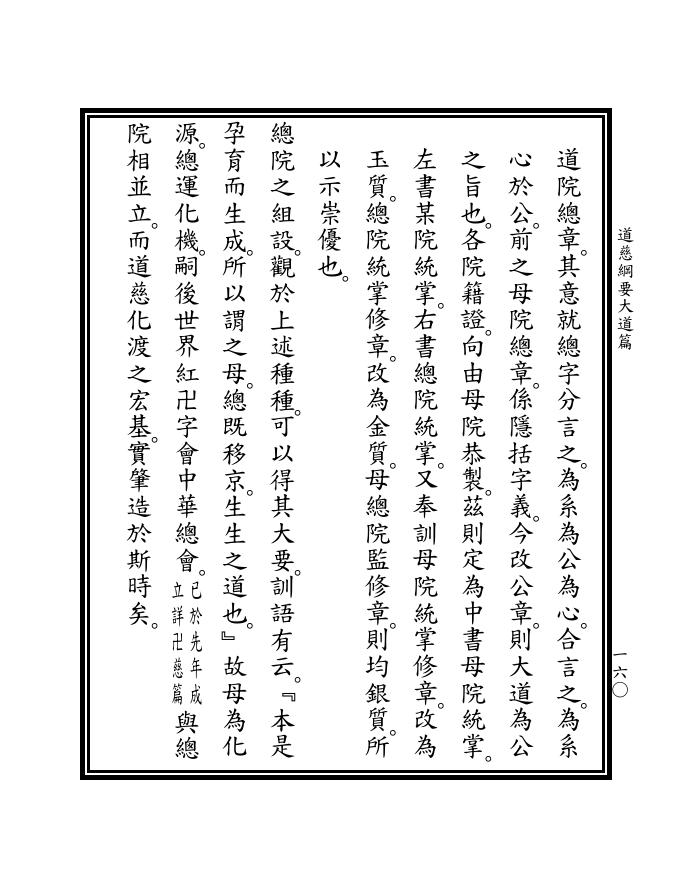 道慈綱要大道篇
一六〇
道院總章。其意就總字分言之。為系為公為心。合言之。為系
心於公。前之母院總章。係隱括字義。今改公章。則大道為公
之旨也。各院籍證。向由母院恭製。茲則定為中書母院統掌。
左書某院統掌。右書總院統掌。又奉訓母院統掌修章。改為
玉質。總院統掌修章。改為金質。母總院監修章。則均銀質。所
以示崇優也。
總院之組設。觀於上述種種。可以得其大要。訓語有云。『本是
孕育而生成。所以謂之母。總既移京。生生之道也。』故母為化
源。總運化機。嗣後世界紅卍字會中華總會。已於先年成立詳卍慈篇與總
院相並立。而道慈化渡之宏基。實肇造於斯時矣。